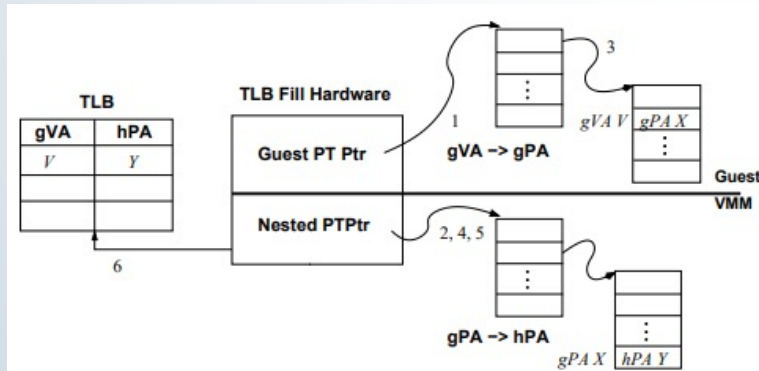 TLB
gVA hPA
V Y
6
TLB Fill Hardware
Guest PT Ptr
Nested PTPtr
1
gVA -> gPA
3
gVA V gPA X
Guest
VMM
2, 4, 5
gPA -> hPA
gPA X hPA Y